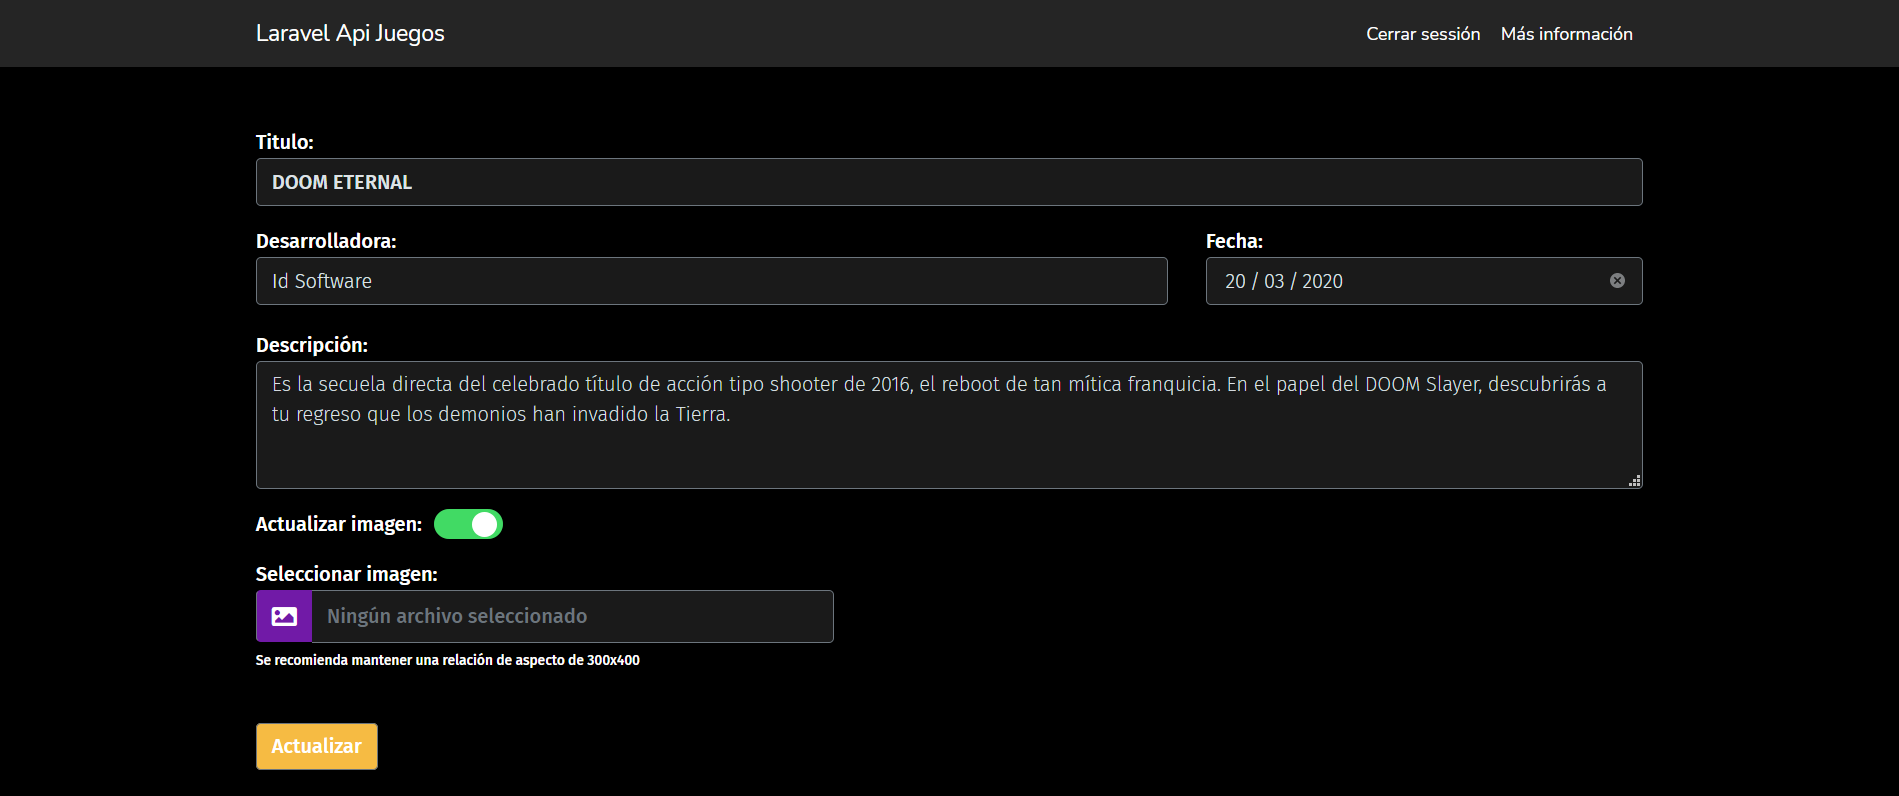 Laravel Api Juegos
Cerrar sessión Más información
Titulo:
DOOM ETERNAL
Desarrolladora:
Fecha:
Id Software
20 / 03 / 2020
Descripción:
Es la secuela directa del celebrado título de acción tipo shooter de 2016, el reboot de tan mítica franquicia. En el papel del DOOM Slayer, descubrirás a
tu regreso que los demonios han invadido la Tierra.
Actualizar imagen:
Seleccionar imagen:
Ningún archivo seleccionado
Se recomienda mantener una relación de aspecto de 300x400
Actualizar